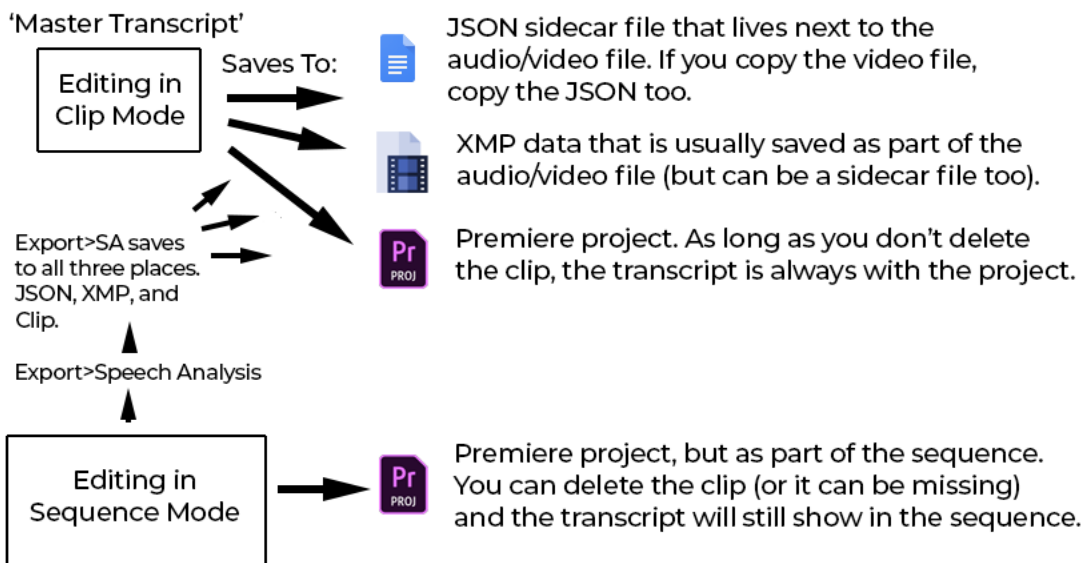 'Master Transcript'
Editing in
Clip Mode
Saves To:
JSON sidecar file that lives next to the
audio/video file. If you copy the video file,
copy the JSON too.
XMP data that is usually saved as part of the
audio/video file (but can be a sidecar file too).
Pr
PROJ
Premiere project. As long as you don't delete
the clip, the transcript is always with the project.
Export>SA saves
to all three places.
JSON, XMP, and
Clip.
Export>Speech Analysis
Editing in
Sequence Mode
Pr
PROJ
Premiere project, but as part of the sequence.
You can delete the clip (or it can be missing)
and the transcript will still show in the sequence.